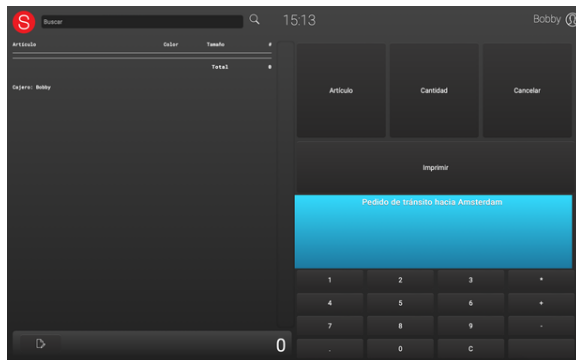 S
Buscar
15:13
Bobby
Artículo Color Tamaño #
Total 0
Cajero: Bobby
Artículo
Cantidad
Cancelar
Imprimir
Pedido de tránsito hacia Amsterdam
1 2 3 *
4 5 6 +
7 8 9 -
. 0 C
0